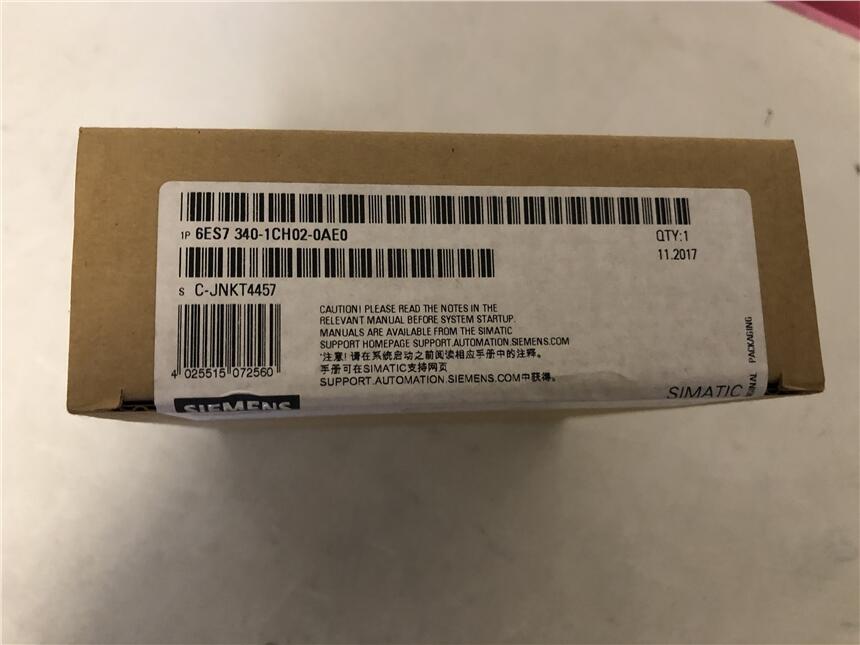 1P 6ES7 340-1CH02-0AE0
QTY:1
11.2017
S C-JNKT4457
4 025515 072560
CAUTION! PLEASE READ THE NOTES IN THE
RELEVANT MANUAL BEFORE SYSTEM STARTUP.
MANUALS ARE AVAILABLE FROM THE SIMATIC
SUPPORT HOMEPAGE SUPPORT.AUTOMATION.SIEMENS.COM
"注意! 请在系统启动之前阅读相应手册中的注释。
手册可在SIMATIC支持网页
SUPPORT.AUTOMATION.SIEMENS.COM中获得。
SIEMENS
SIMATIC
PACKAGING